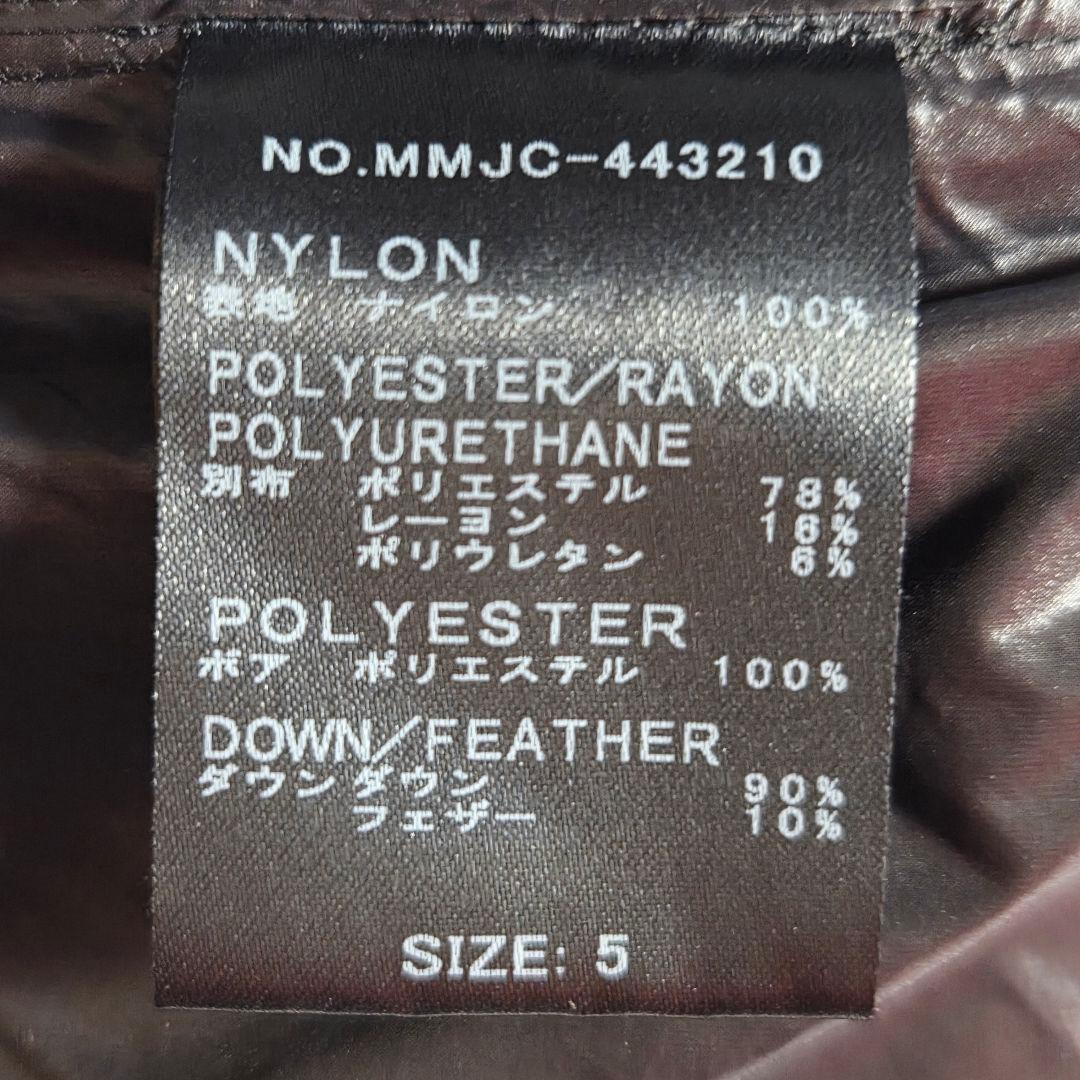 NO.MMJC-443210
NYLON
表地 ナイロン 100%
POLYESTER/RAYON
POLYURETHANE
別布 ポリエステル 78%
レーヨン 16%
ポリウレタン 6%
POLYESTER
ボア ポリエステル 100%
DOWN/FEATHER
ダウン ダウン 90%
フェザー 10%
SIZE: 5